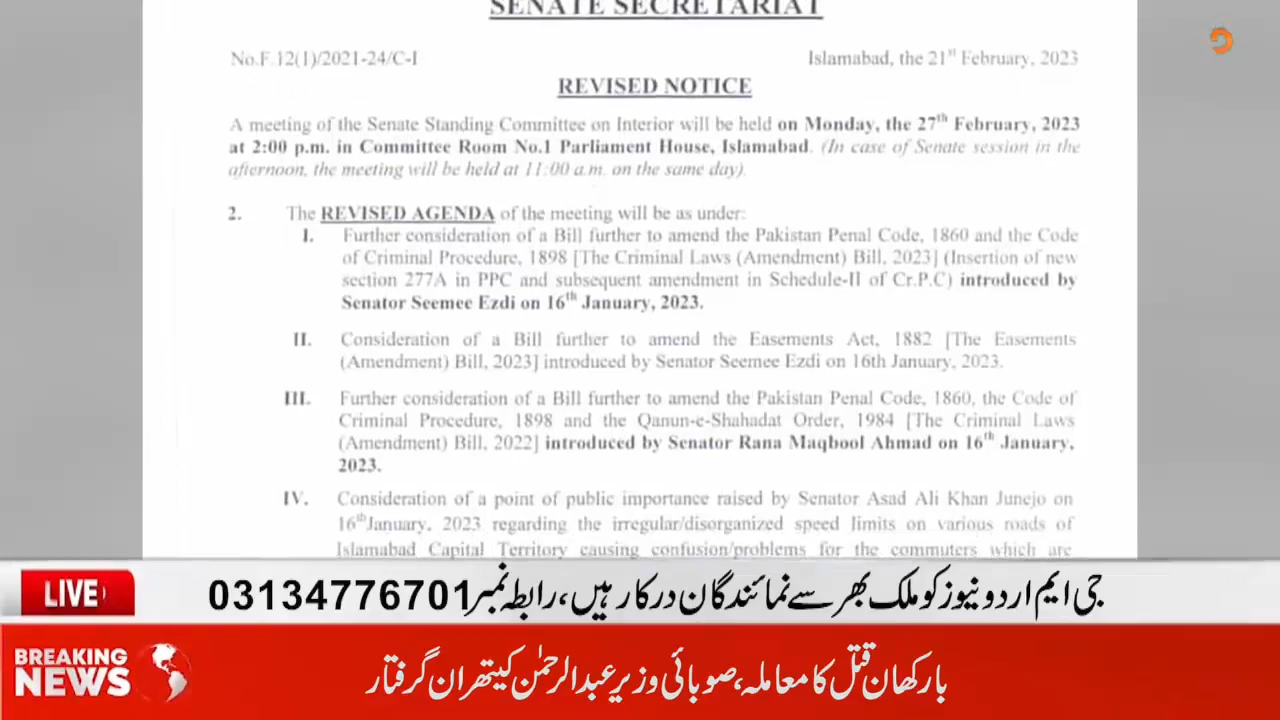 SENATE SECRETARIAT
No.F.12(1)/2021-24/C-I
Islamabad, the 21st February, 2023
REVISED NOTICE
A meeting of the Senate Standing Committee on Interior will be held on Monday, the 27th February, 2023
at 2:00 p.m. in Committee Room No.1 Parliament House, Islamabad. (In case of Senate session in the
afternoon, the meeting will be held at 11:00 a.m. on the same day).
2. The REVISED AGENDA of the meeting will be as under:
I. Further consideration of a Bill further to amend the Pakistan Penal Code, 1860 and the Code
of Criminal Procedure, 1898 [The Criminal Laws (Amendment) Bill, 2023] (Insertion of new
section 277A in PPC and subsequent amendment in Schedule-II of Cr.P.C) introduced by
Senator Seemee Ezdi on 16th January, 2023.
II. Consideration of a Bill further to amend the Easements Act, 1882 [The Easements
(Amendment) Bill, 2023] introduced by Senator Seemee Ezdi on 16th January, 2023.
III. Further consideration of a Bill further to amend the Pakistan Penal Code, 1860, the Code of
Criminal Procedure, 1898 and the Qanun-e-Shahadat Order, 1984 [The Criminal Laws
(Amendment) Bill, 2022] introduced by Senator Rana Maqbool Ahmad on 16th January,
2023.
IV. Consideration of a point of public importance raised by Senator Asad Ali Khan Junejo on
16th January, 2023 regarding the irregular/disorganized speed limits on various roads of
Islamabad Capital Territory causing confusion/problems for the commuters which are
LIVE
جی ایم اردو نیوز کو ملک بھر سے نمائندگان درکار ہیں، رابطہ نمبر 03134776701
BREAKING
NEWS
بارکھان قتل کا معاملہ، صوبائی وزیر عبدالرحمٰن کیتھران گرفتار